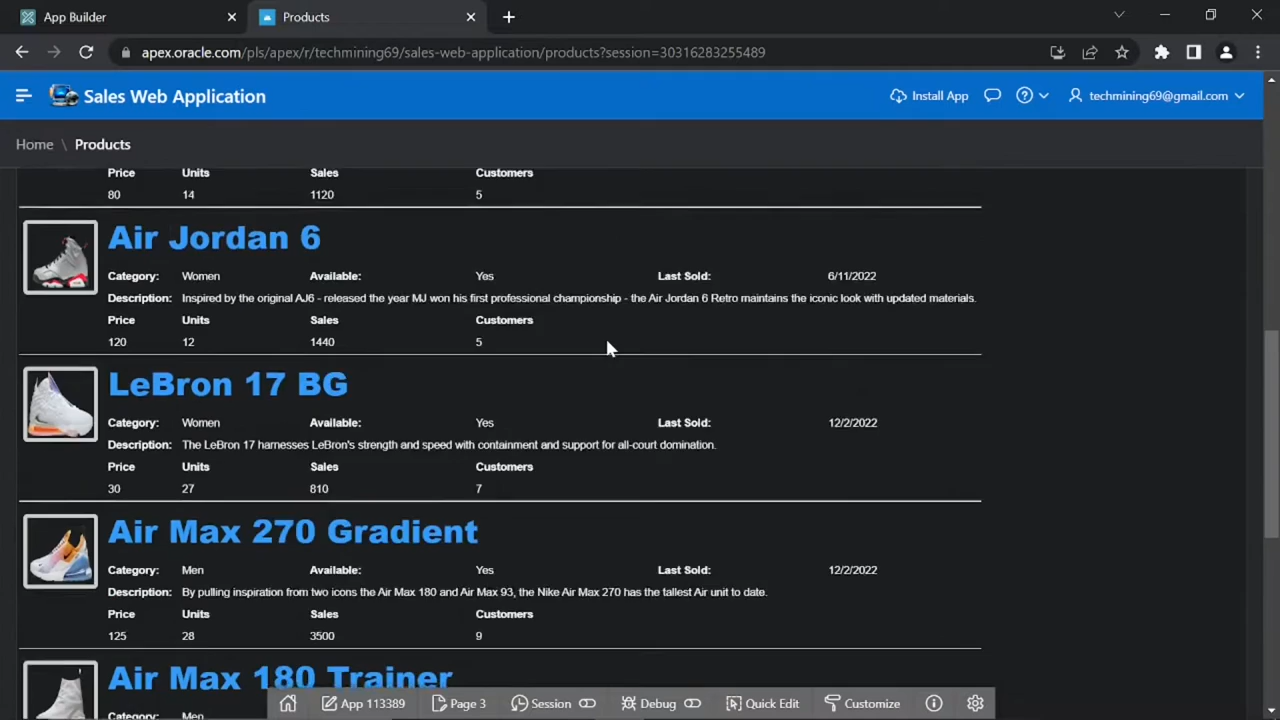 App Builder
Products
apex.oracle.com/pls/apex/r/techmining69/sales-web-application/products?session=30316283255489
Sales Web Application
Install App
techmining69@gmail.com
Home \ Products
Price Units Sales Customers
80 14 1120 5
Air Jordan 6
Category: Women Available: Yes Last Sold: 6/11/2022
Description: Inspired by the original AJ6 - released the year MJ won his first professional championship - the Air Jordan 6 Retro maintains the iconic look with updated materials.
Price Units Sales Customers
120 12 1440 5
LeBron 17 BG
Category: Women Available: Yes Last Sold: 12/2/2022
Description: The LeBron 17 harnesses LeBron's strength and speed with containment and support for all-court domination.
Price Units Sales Customers
30 27 810 7
Air Max 270 Gradient
Category: Men Available: Yes Last Sold: 12/2/2022
Description: By pulling inspiration from two icons the Air Max 180 and Air Max 93, the Nike Air Max 270 has the tallest Air unit to date.
Price Units Sales Customers
125 28 3500 9
Air Max 180 Trainer
Category: Men
App 113389 Page 3 Session Debug Quick Edit Customize